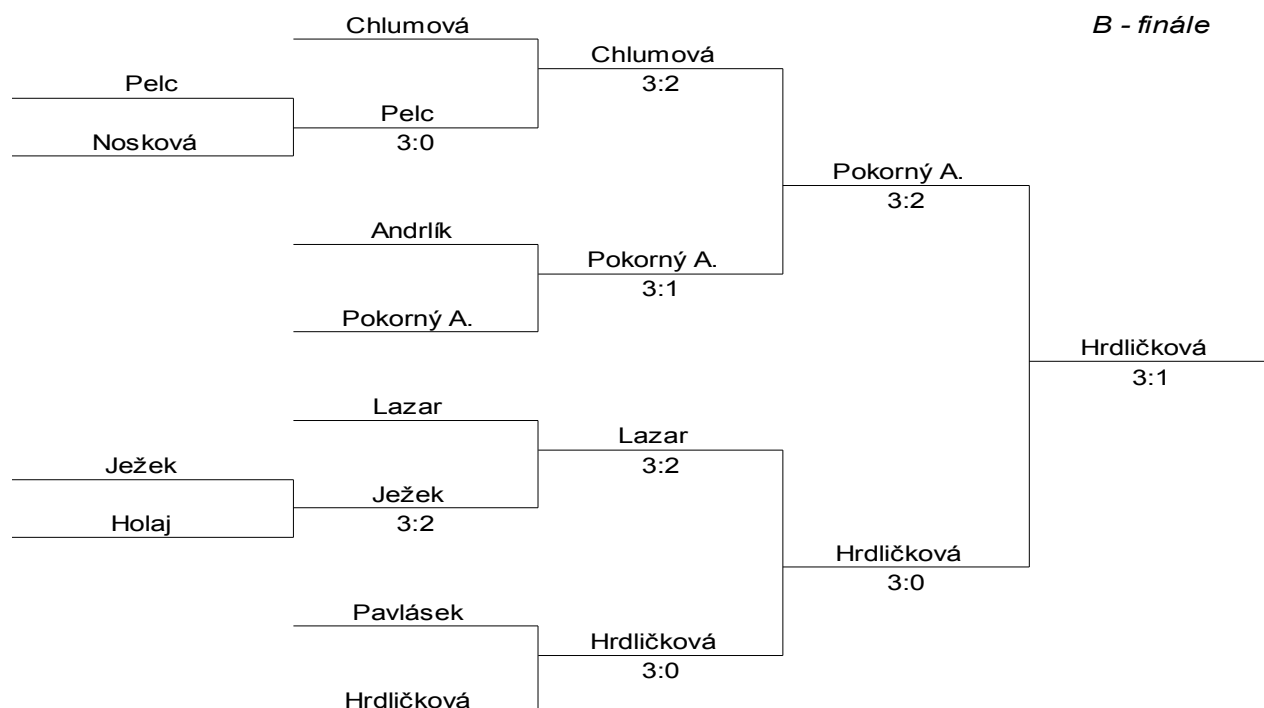 Chlumová
B - finále
Chlumová
3:2
Pelc
Pelc
3:0
Nosková
Pokorný A.
3:2
Andrlík
Pokorný A.
3:1
Pokorný A.
Hrdličková
3:1
Lazar
Lazar
3:2
Ježek
Ježek
3:2
Holaj
Hrdličková
3:0
Pavlásek
Hrdličková
3:0
Hrdličková